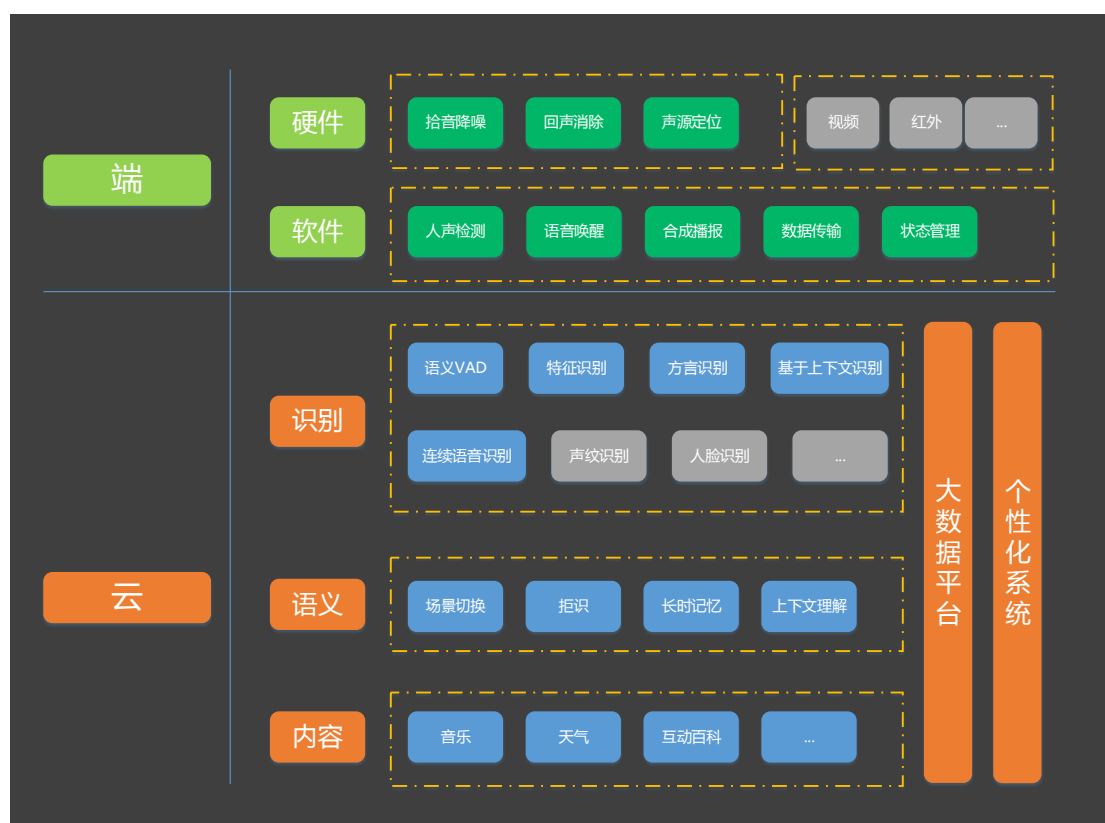 端
硬件
拾音降噪
回声消除
声源定位
视频
红外
...
软件
人声检测
语音唤醒
合成播报
数据传输
状态管理
云
识别
语义VAD
特征识别
方言识别
基于上下文识别
连续语音识别
声纹识别
人脸识别
...
语义
场景切换
拒识
长时记忆
上下文理解
内容
音乐
天气
互动百科
...
大数据平台
个性化系统